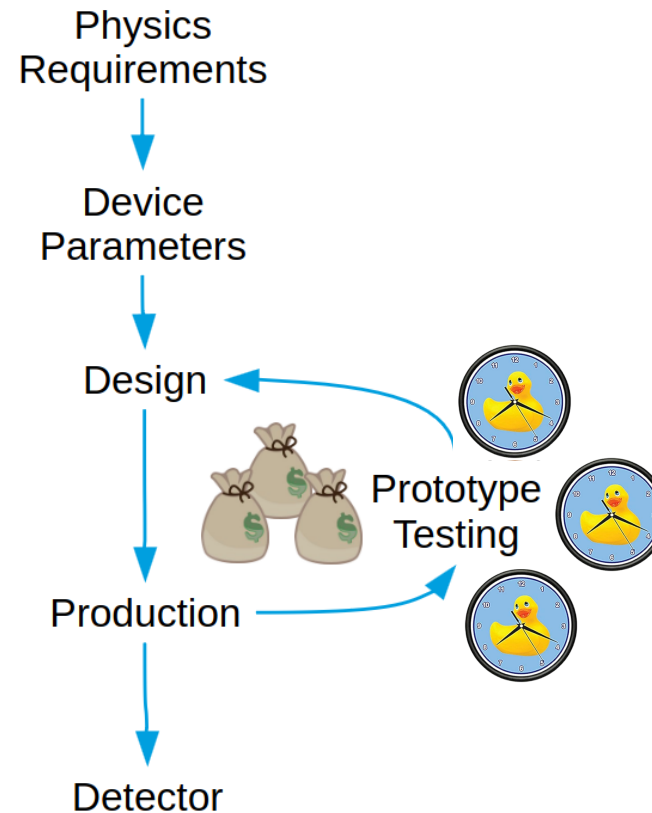 Physics
Requirements
Device
Parameters
Design
$
$
$
Prototype
Testing
Production
Detector